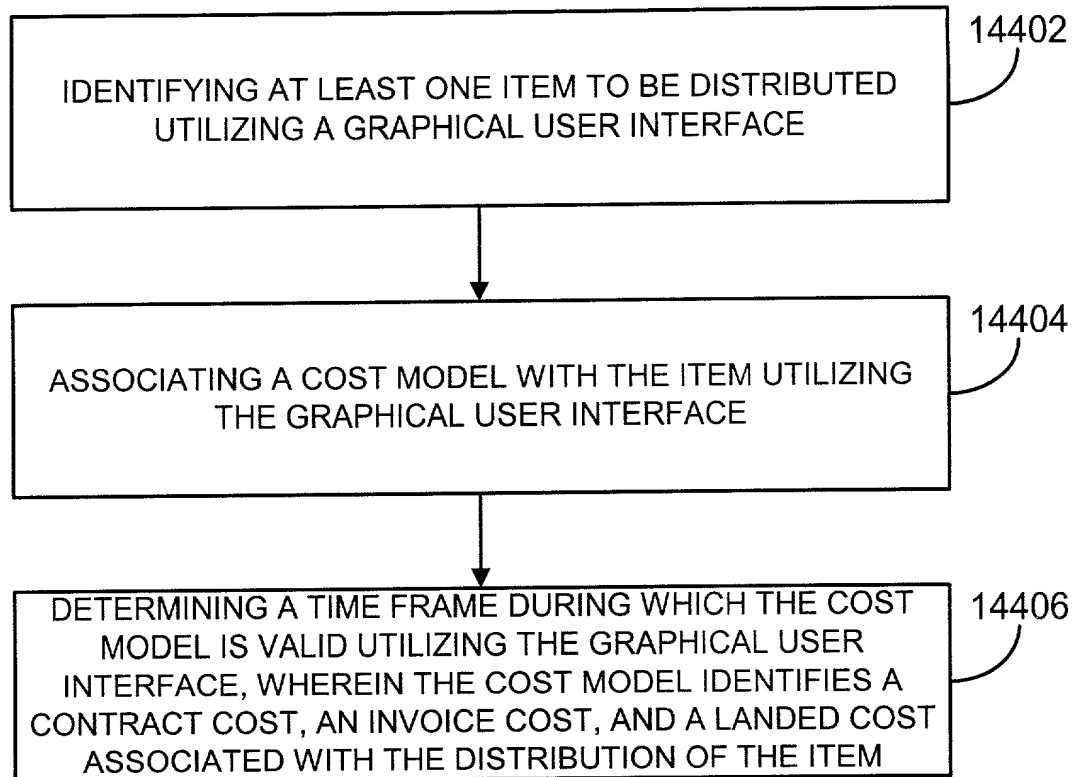 14402
IDENTIFYING AT LEAST ONE ITEM TO BE DISTRIBUTED
UTILIZING A GRAPHICAL USER INTERFACE
14404
ASSOCIATING A COST MODEL WITH THE ITEM UTILIZING
THE GRAPHICAL USER INTERFACE
14406
DETERMINING A TIME FRAME DURING WHICH THE COST
MODEL IS VALID UTILIZING THE GRAPHICAL USER
INTERFACE, WHEREIN THE COST MODEL IDENTIFIES A
CONTRACT COST, AN INVOICE COST, AND A LANDED COST
ASSOCIATED WITH THE DISTRIBUTION OF THE ITEM